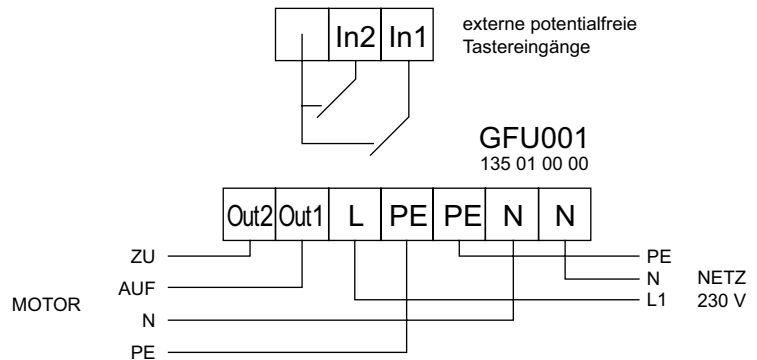 In2 In1
externe potentialfreie
Tastereingänge
GFU001
135 01 00 00
Out2 Out1 L PE PE N N
ZU
AUF
MOTOR
N
PE
PE
N
L1
NETZ
230 V